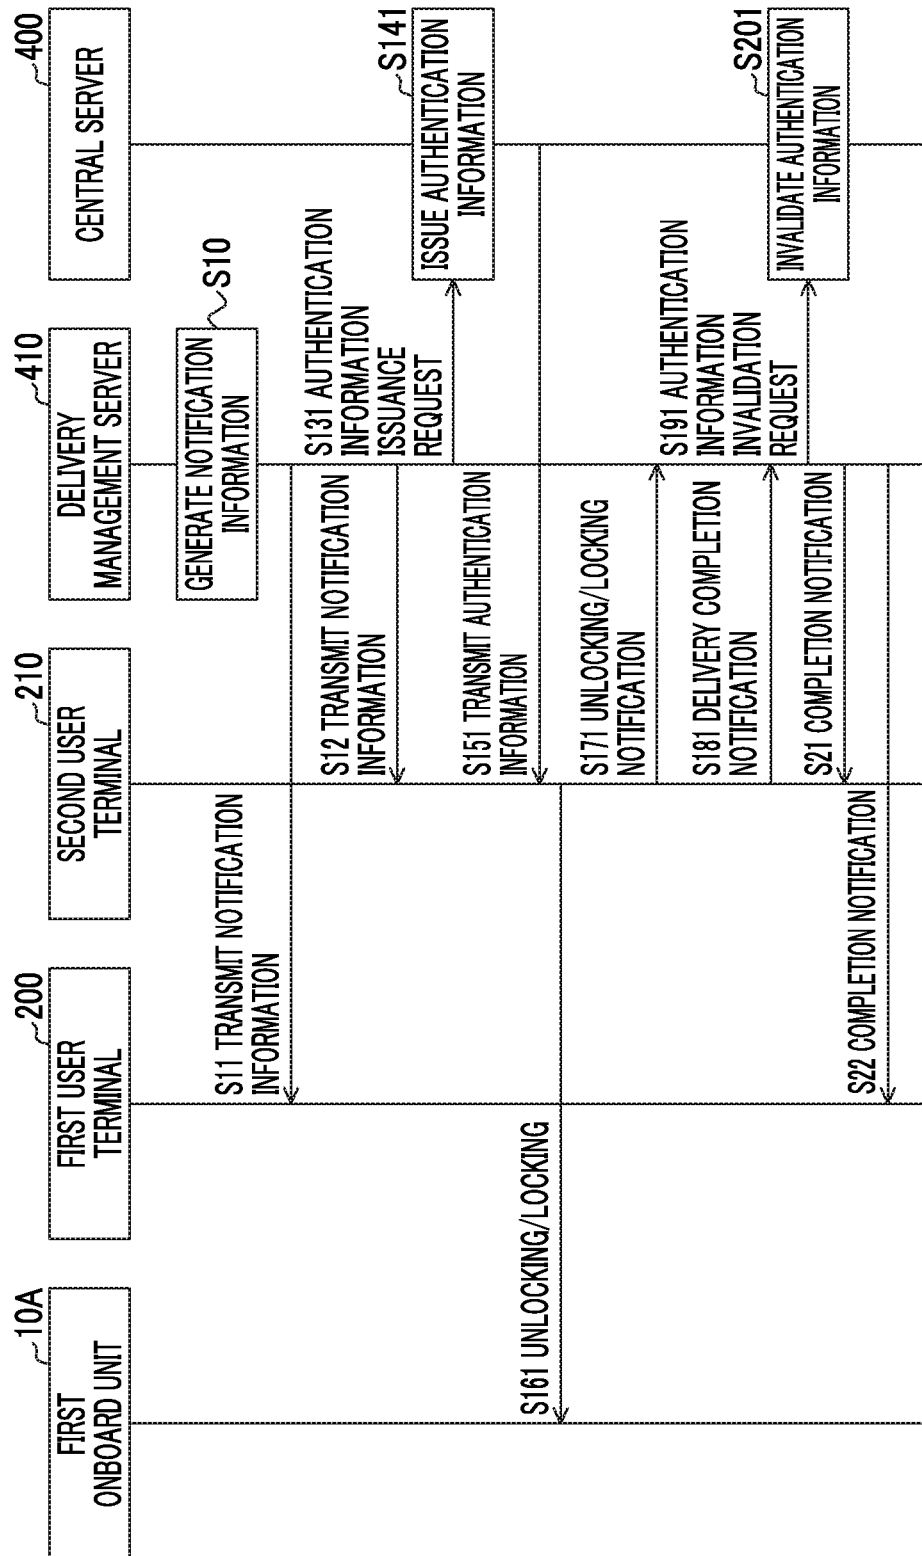 10A
FIRST
ONBOARD UNIT
200
FIRST USER
TERMINAL
210
SECOND USER
TERMINAL
410
DELIVERY
MANAGEMENT SERVER
400
CENTRAL SERVER
S10
GENERATE NOTIFICATION
INFORMATION
S11 TRANSMIT NOTIFICATION
INFORMATION
S12 TRANSMIT NOTIFICATION
INFORMATION
S131 AUTHENTICATION
INFORMATION
ISSUANCE
REQUEST
S141
ISSUE AUTHENTICATION
INFORMATION
S151 TRANSMIT AUTHENTICATION
INFORMATION
S161 UNLOCKING/LOCKING
S171 UNLOCKING/LOCKING
NOTIFICATION
S181 DELIVERY COMPLETION
NOTIFICATION
S191 AUTHENTICATION
INFORMATION
INVALIDATION
REQUEST
S201
INVALIDATE AUTHENTICATION
INFORMATION
S21 COMPLETION NOTIFICATION
S22 COMPLETION NOTIFICATION